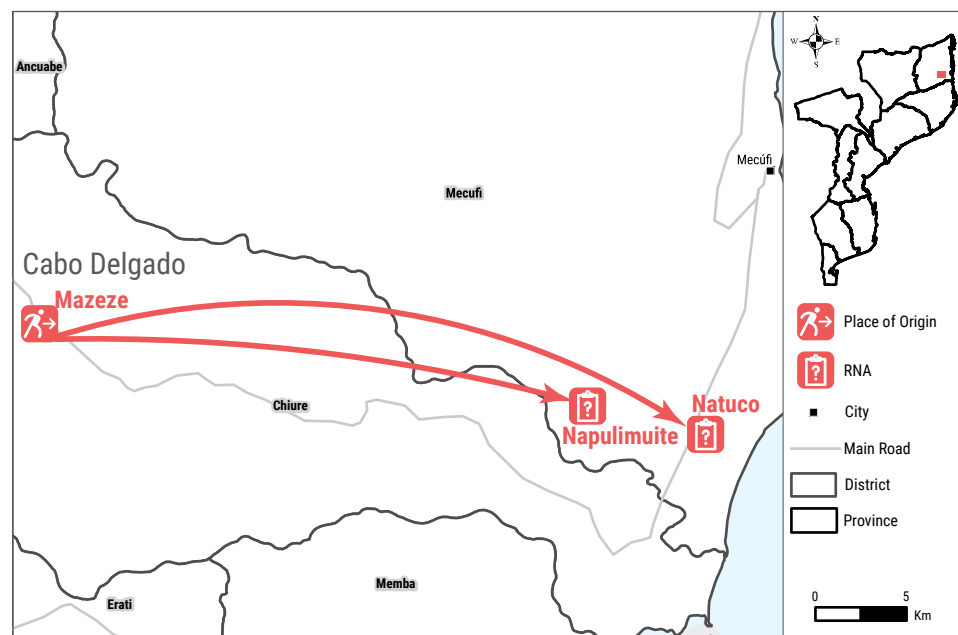 Ancuabe
Mecufi
Mecúfi
Cabo Delgado
Mazeze
Chiure
Natuco
Napulimuite
Memba
Erati
N
W
E
S
Place of Origin
?
RNA
City
Main Road
District
Province
0
5
Km
?
?